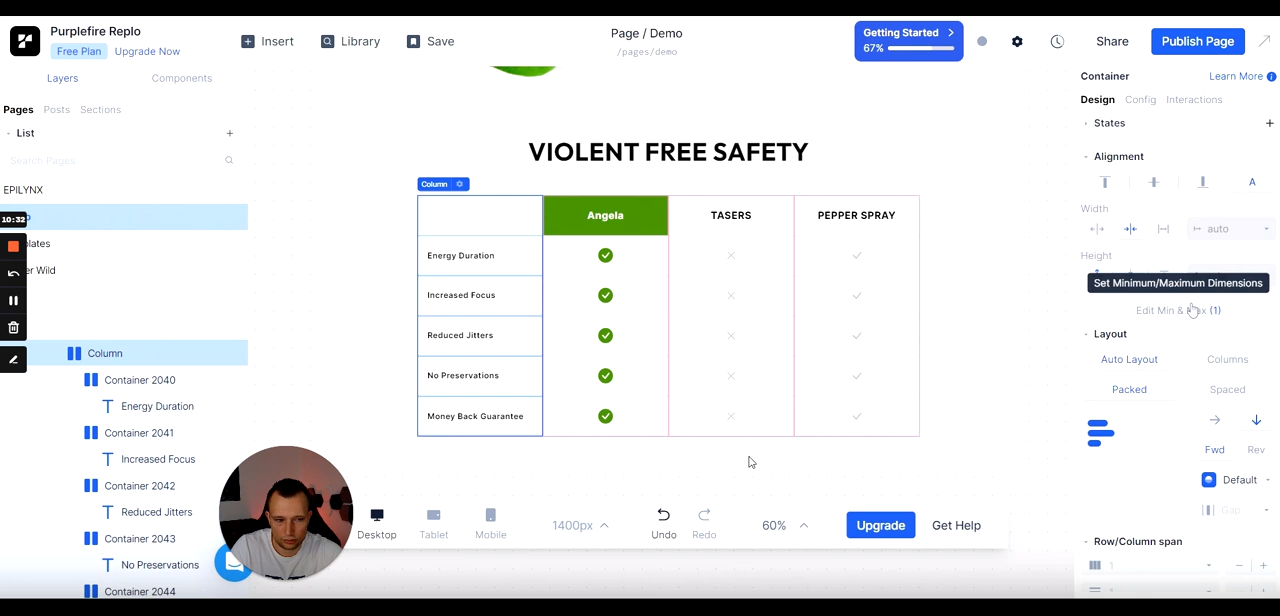 Purplefire Replo
Free Plan Upgrade Now
Insert Library Save
Page / Demo
/pages/demo
Getting Started
67%
Share
Publish Page
Layers Components
Pages Posts Sections
List
Search Pages
EPILYNX
10:32
Column
Container 2040
Energy Duration
Container 2041
Increased Focus
Container 2042
Reduced Jitters
Container 2043
No Preservations
Container 2044
VIOLENT FREE SAFETY
Column
Angela TASERS PEPPER SPRAY
Energy Duration
Increased Focus
Reduced Jitters
No Preservations
Money Back Guarantee
Desktop Tablet Mobile
1400px
Undo Redo
60%
Upgrade
Get Help
Container Learn More
Design Config Interactions
States
Alignment
A
Width
auto
Height
Set Minimum/Maximum Dimensions
Edit Min & (1)
Layout
Auto Layout Columns
Packed Spaced
Fwd Rev
Default
Gap
Row/Column span
1